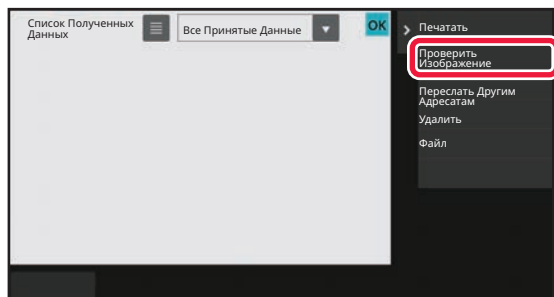 Список Полученных
Данных
Все Принятые Данные
OK
Печатать
Проверить
Изображение
Переслать Другим
Адресатам
Удалить
Файл